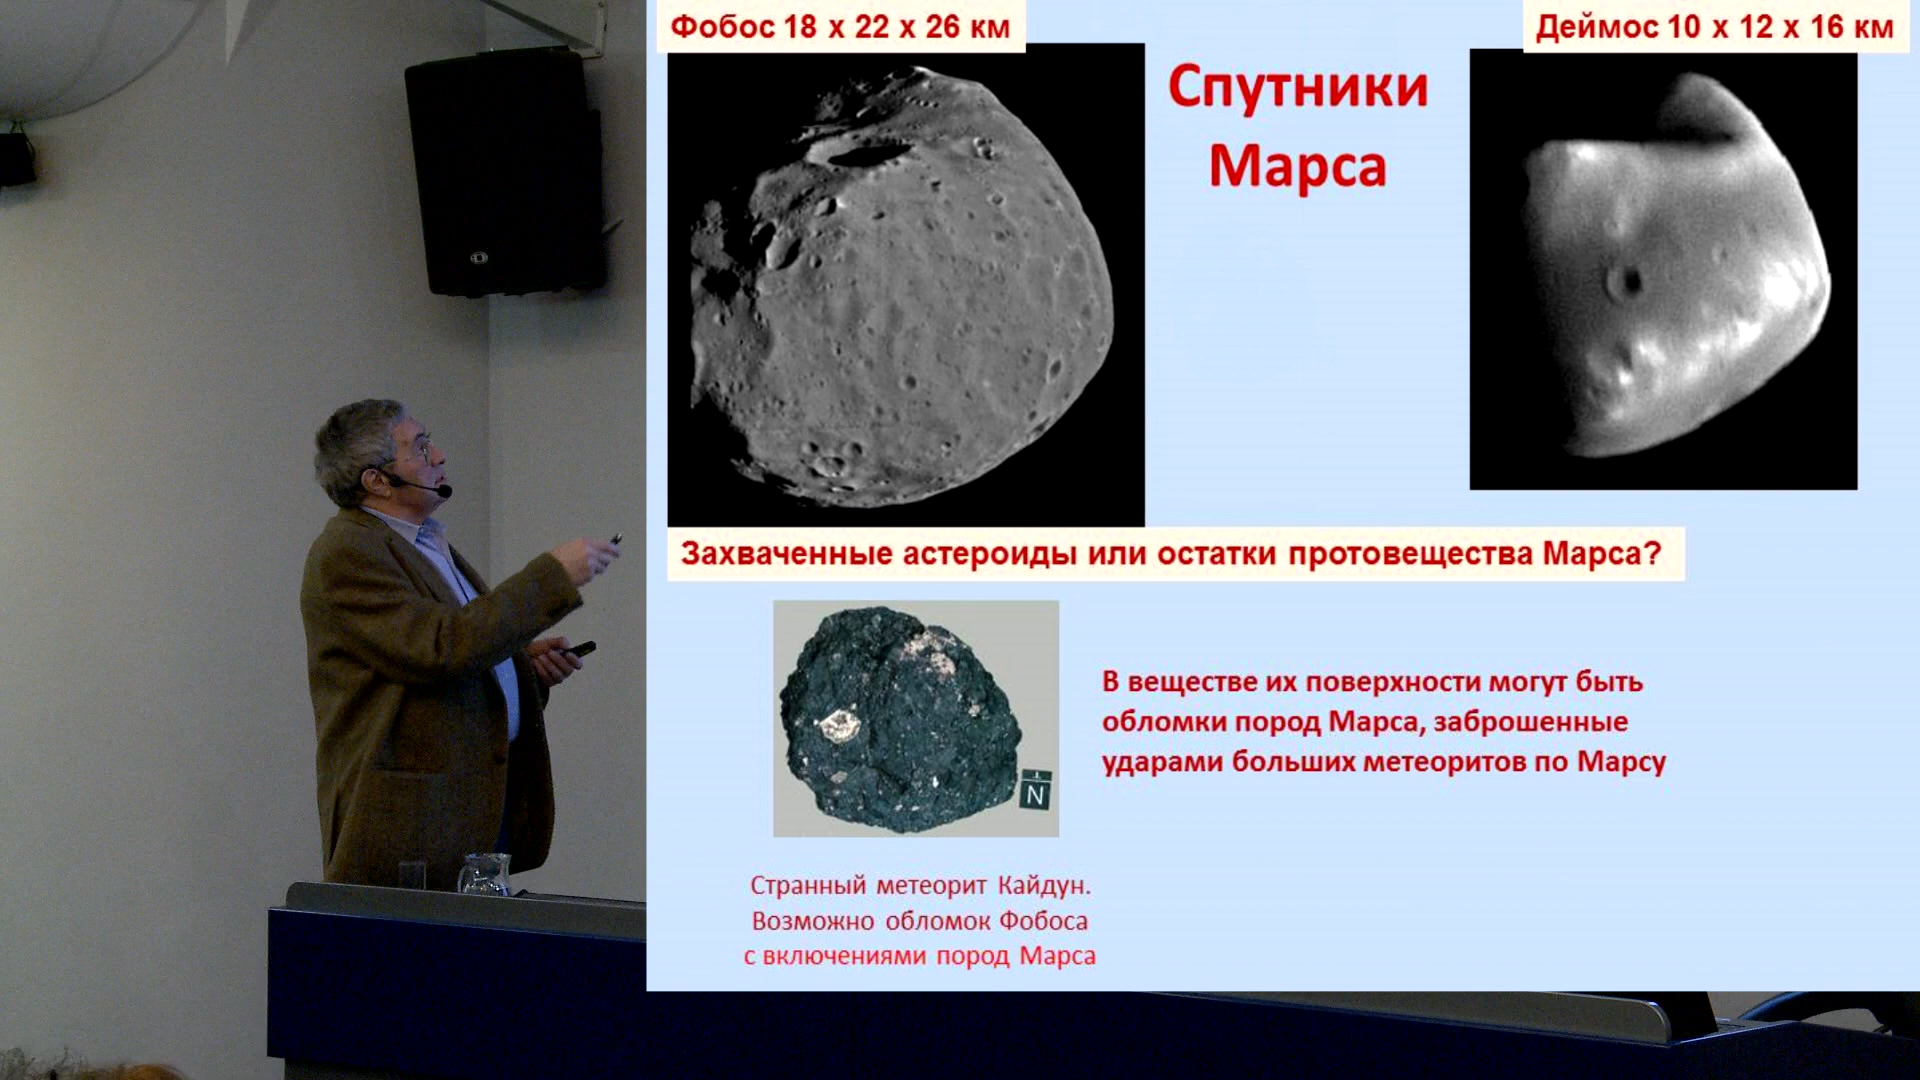 Фобос 18 x 22 x 26 км
Деймос 10 x 12 x 16 км
Спутники
Марса
Захваченные астероиды или остатки протовещества Марса?
N
В веществе их поверхности могут быть
обломки пород Марса, заброшенные
ударами больших метеоритов по Марсу
Странный метеорит Кайдун.
Возможно обломок Фобоса
с включениями пород Марса